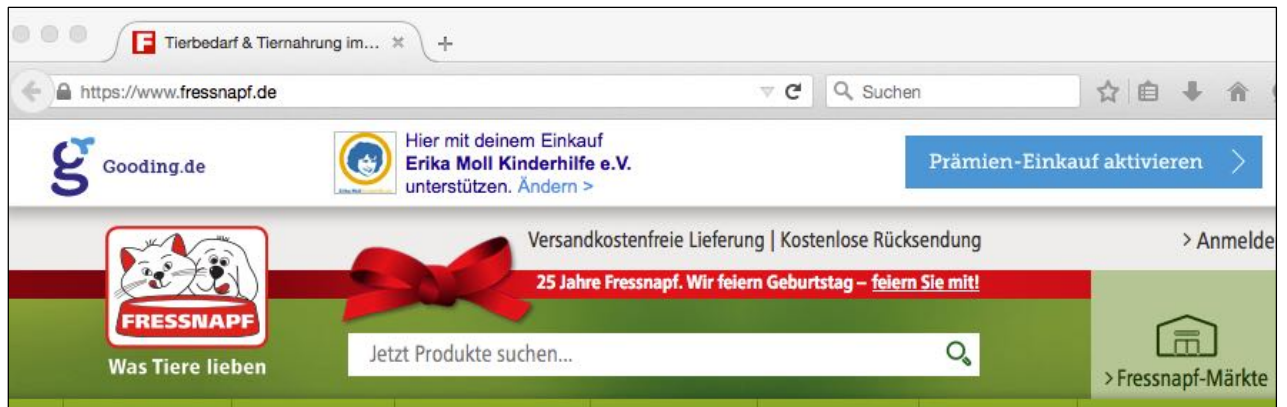 Tierbedarf & Tiernahrung im...
https://www.fressnapf.de
Suchen
Gooding.de
Hier mit deinem Einkauf
Erika Moll Kinderhilfe e.V.
unterstützen. Ändern >
Prämien-Einkauf aktivieren >
Versandkostenfreie Lieferung | Kostenlose Rücksendung
> Anmelde
25 Jahre Fressnapf. Wir feiern Geburtstag – feiern Sie mit!
FRESSNAPF
Was Tiere lieben
Jetzt Produkte suchen...
> Fressnapf-Märkte